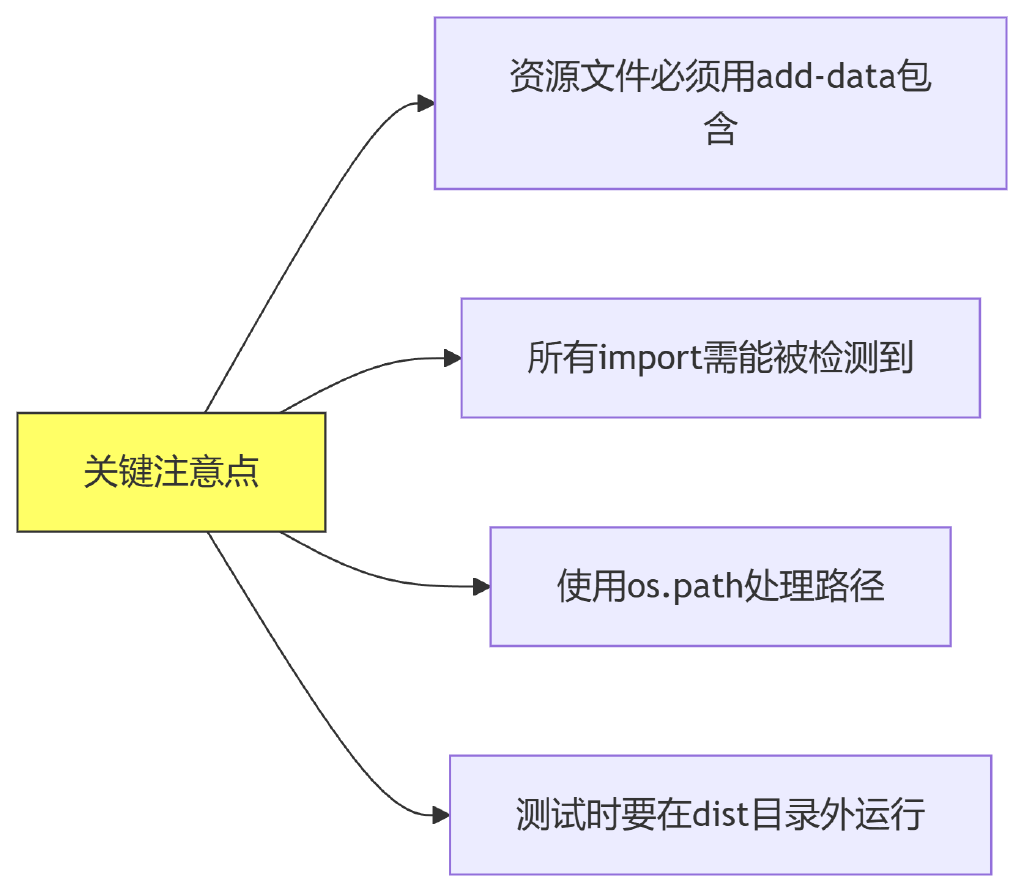 资源文件必须用add-data包
含
所有import需能被检测到
关键注意点
使用os.path处理路径
测试时要在dist目录外运行